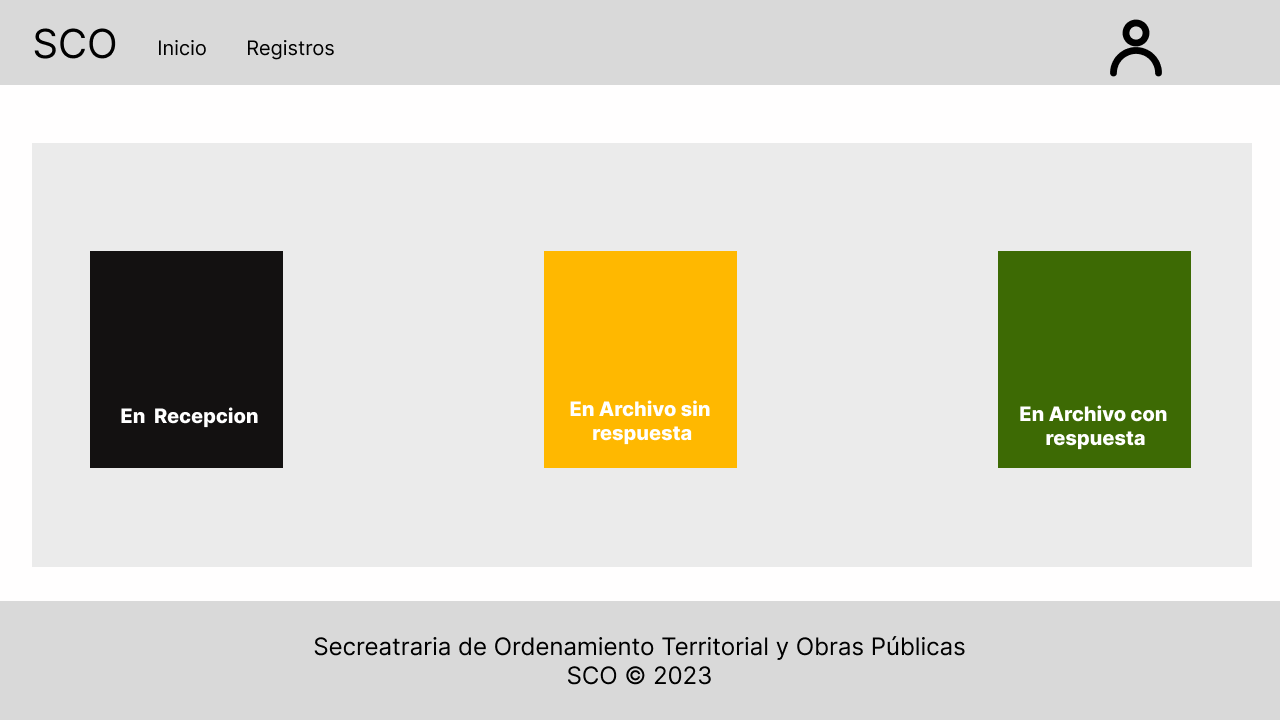 SCO
Inicio
Registros
En  Recepcion
En Archivo sin
respuesta
En Archivo con
respuesta
Secreatraria de Ordenamiento Territorial y Obras Públicas
SCO © 2023